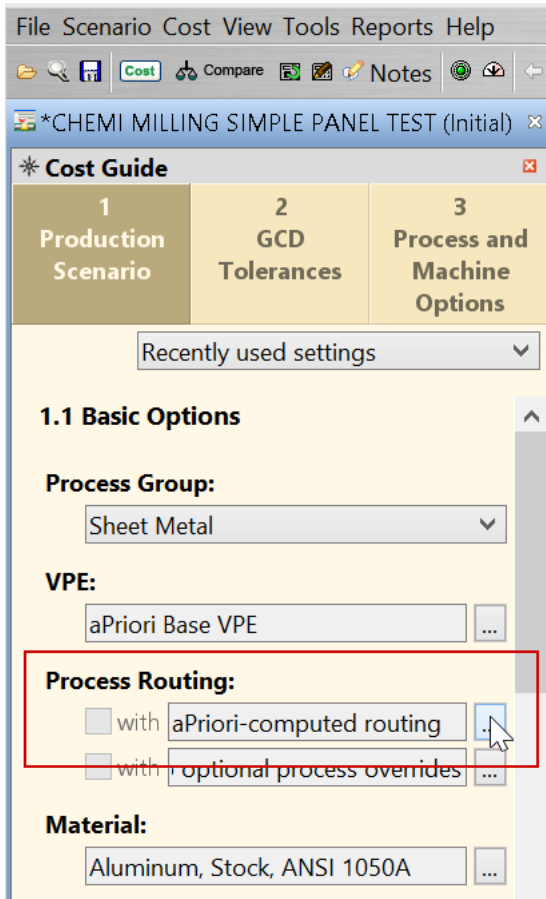 File Scenario Cost View Tools Reports Help
Cost Compare Notes
*CHEMI MILLING SIMPLE PANEL TEST (Initial)
Cost Guide
1
Production
Scenario
2
GCD
Tolerances
3
Process and
Machine
Options
Recently used settings
1.1 Basic Options
Process Group:
Sheet Metal
VPE:
aPriori Base VPE
...
Process Routing:
with aPriori-computed routing ...
with optional process overrides ...
Material:
Aluminum, Stock, ANSI 1050A
...